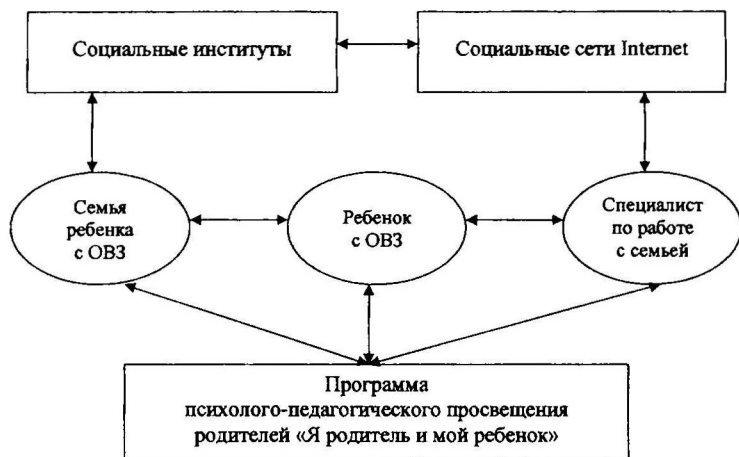 Социальные институты
Социальные сети Internet
Семья
ребенка
с ОВЗ
Ребенок
с ОВЗ
Специалист
по работе
с семьей
Программа
психолого-педагогического просвещения
родителей «Я родитель и мой ребенок»